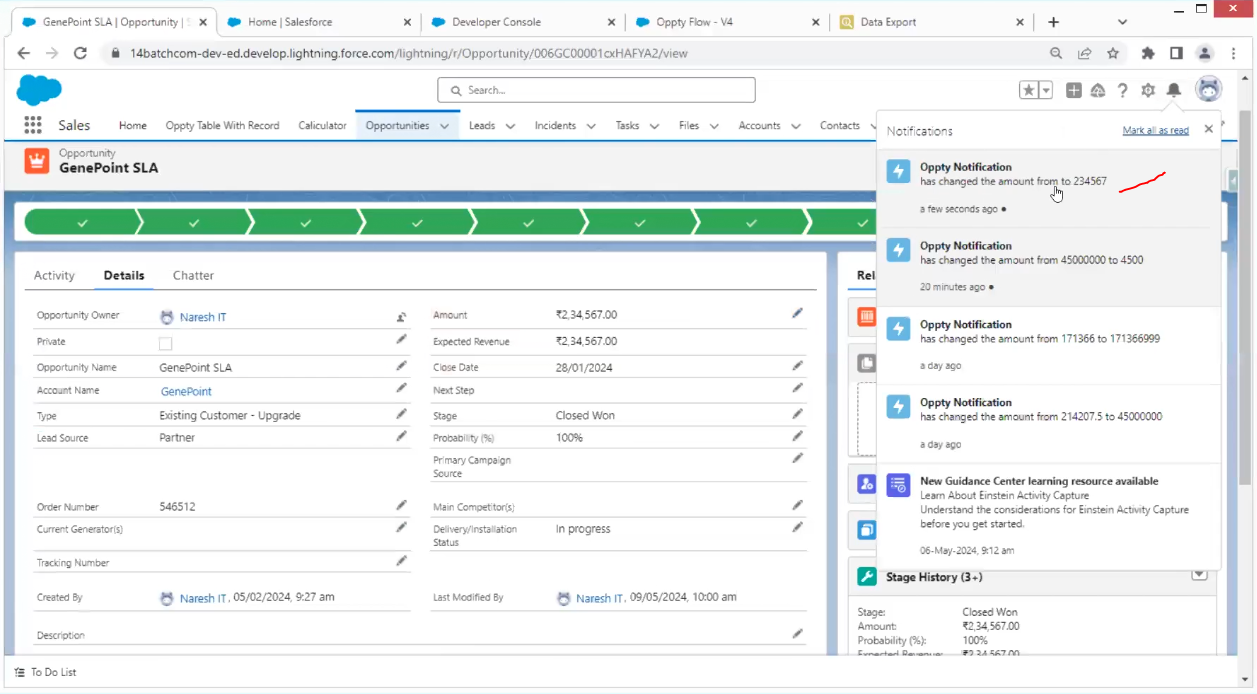 GenePoint SLA | Opportunity | S
Home | Salesforce
Developer Console
Oppty Flow - V4
Data Export
14batchcom-dev-ed.develop.lightning.force.com/lightning/r/Opportunity/006GC00001cxHAFYA2/view
Search...
Sales
Home
Oppty Table With Record
Calculator
Opportunities
Leads
Incidents
Tasks
Files
Accounts
Contacts
Opportunity
GenePoint SLA
Notifications
Mark all as read
Oppty Notification
has changed the amount from to 234567
a few seconds ago
Oppty Notification
has changed the amount from 45000000 to 4500
20 minutes ago
Oppty Notification
has changed the amount from 171366 to 171366999
a day ago
Oppty Notification
has changed the amount from 214207.5 to 45000000
a day ago
New Guidance Center learning resource available
Learn About Einstein Activity Capture
Understand the considerations for Einstein Activity Capture
before you get started.
06-May-2024, 9:12 am
Activity
Details
Chatter
Opportunity Owner
Naresh IT
Amount
₹2,34,567.00
Private
Expected Revenue
₹2,34,567.00
Opportunity Name
GenePoint SLA
Close Date
28/01/2024
Account Name
GenePoint
Next Step
Type
Existing Customer - Upgrade
Stage
Closed Won
Lead Source
Partner
Probability (%)
100%
Primary Campaign
Source
Order Number
546512
Main Competitor(s)
Current Generator(s)
Delivery/Installation
Status
In progress
Tracking Number
Created By
Naresh IT, 05/02/2024, 9:27 am
Last Modified By
Naresh IT, 09/05/2024, 10:00 am
Description
Rel
Stage History (3+)
Stage:
Closed Won
Amount:
₹2,34,567.00
Probability (%):
100%
Expected Revenue:
₹2,34,567.00
To Do List